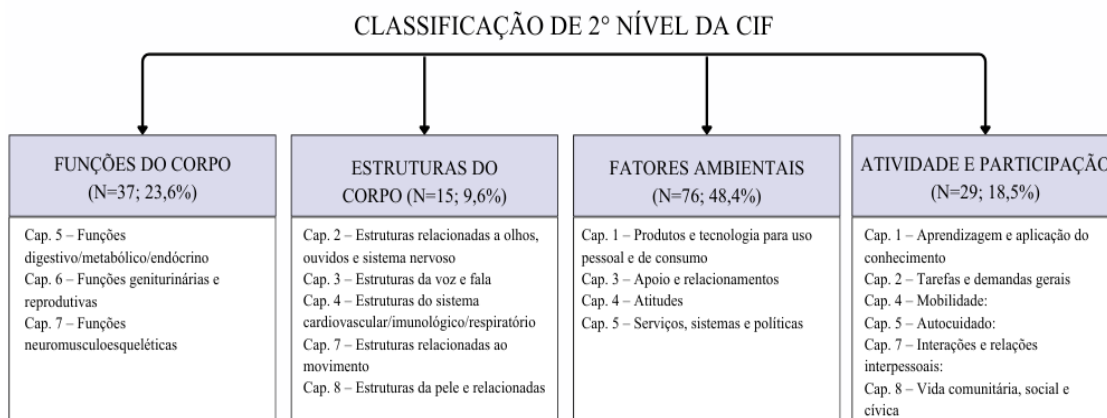 CLASSIFICAÇÃO DE 2° NÍVEL DA CIF
FUNÇÕES DO CORPO
(N=37; 23,6%)
Cap. 5 – Funções
digestivo/metabólico/endócrino
Cap. 6 – Funções geniturinárias e
reprodutivas
Cap. 7 – Funções
neuromusculoesqueléticas
ESTRUTURAS DO
CORPO (N=15; 9,6%)
Cap. 2 – Estruturas relacionadas a olhos,
ouvidos e sistema nervoso
Cap. 3 – Estruturas da voz e fala
Cap. 4 – Estruturas do sistema
cardiovascular/imunológico/respiratório
Cap. 7 – Estruturas relacionadas ao
movimento
Cap. 8 – Estruturas da pele e relacionadas
FATORES AMBIENTAIS
(N=76; 48,4%)
Cap. 1 – Produtos e tecnologia para uso
pessoal e de consumo
Cap. 3 – Apoio e relacionamentos
Cap. 4 – Atitudes
Cap. 5 – Serviços, sistemas e políticas
ATIVIDADE E PARTICIPAÇÃO
(N=29; 18,5%)
Cap. 1 – Aprendizagem e aplicação do
conhecimento
Cap. 2 – Tarefas e demandas gerais
Cap. 4 – Mobilidade:
Cap. 5 – Autocuidado:
Cap. 7 – Interações e relações
interpessoais:
Cap. 8 – Vida comunitária, social e
cívica